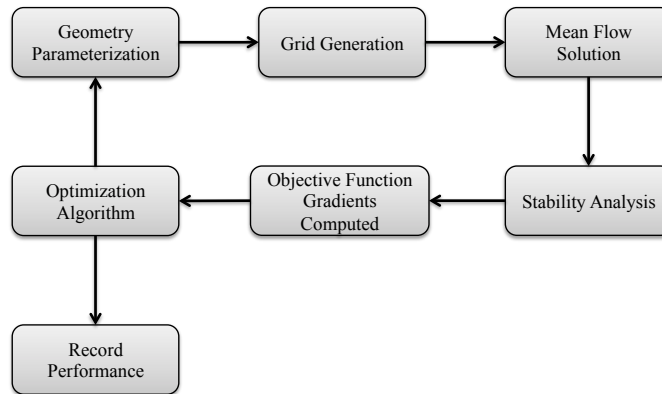 Geometry
Parameterization
Grid Generation
Mean Flow
Solution
Optimization
Algorithm
Objective Function
Gradients
Computed
Stability Analysis
Record
Performance